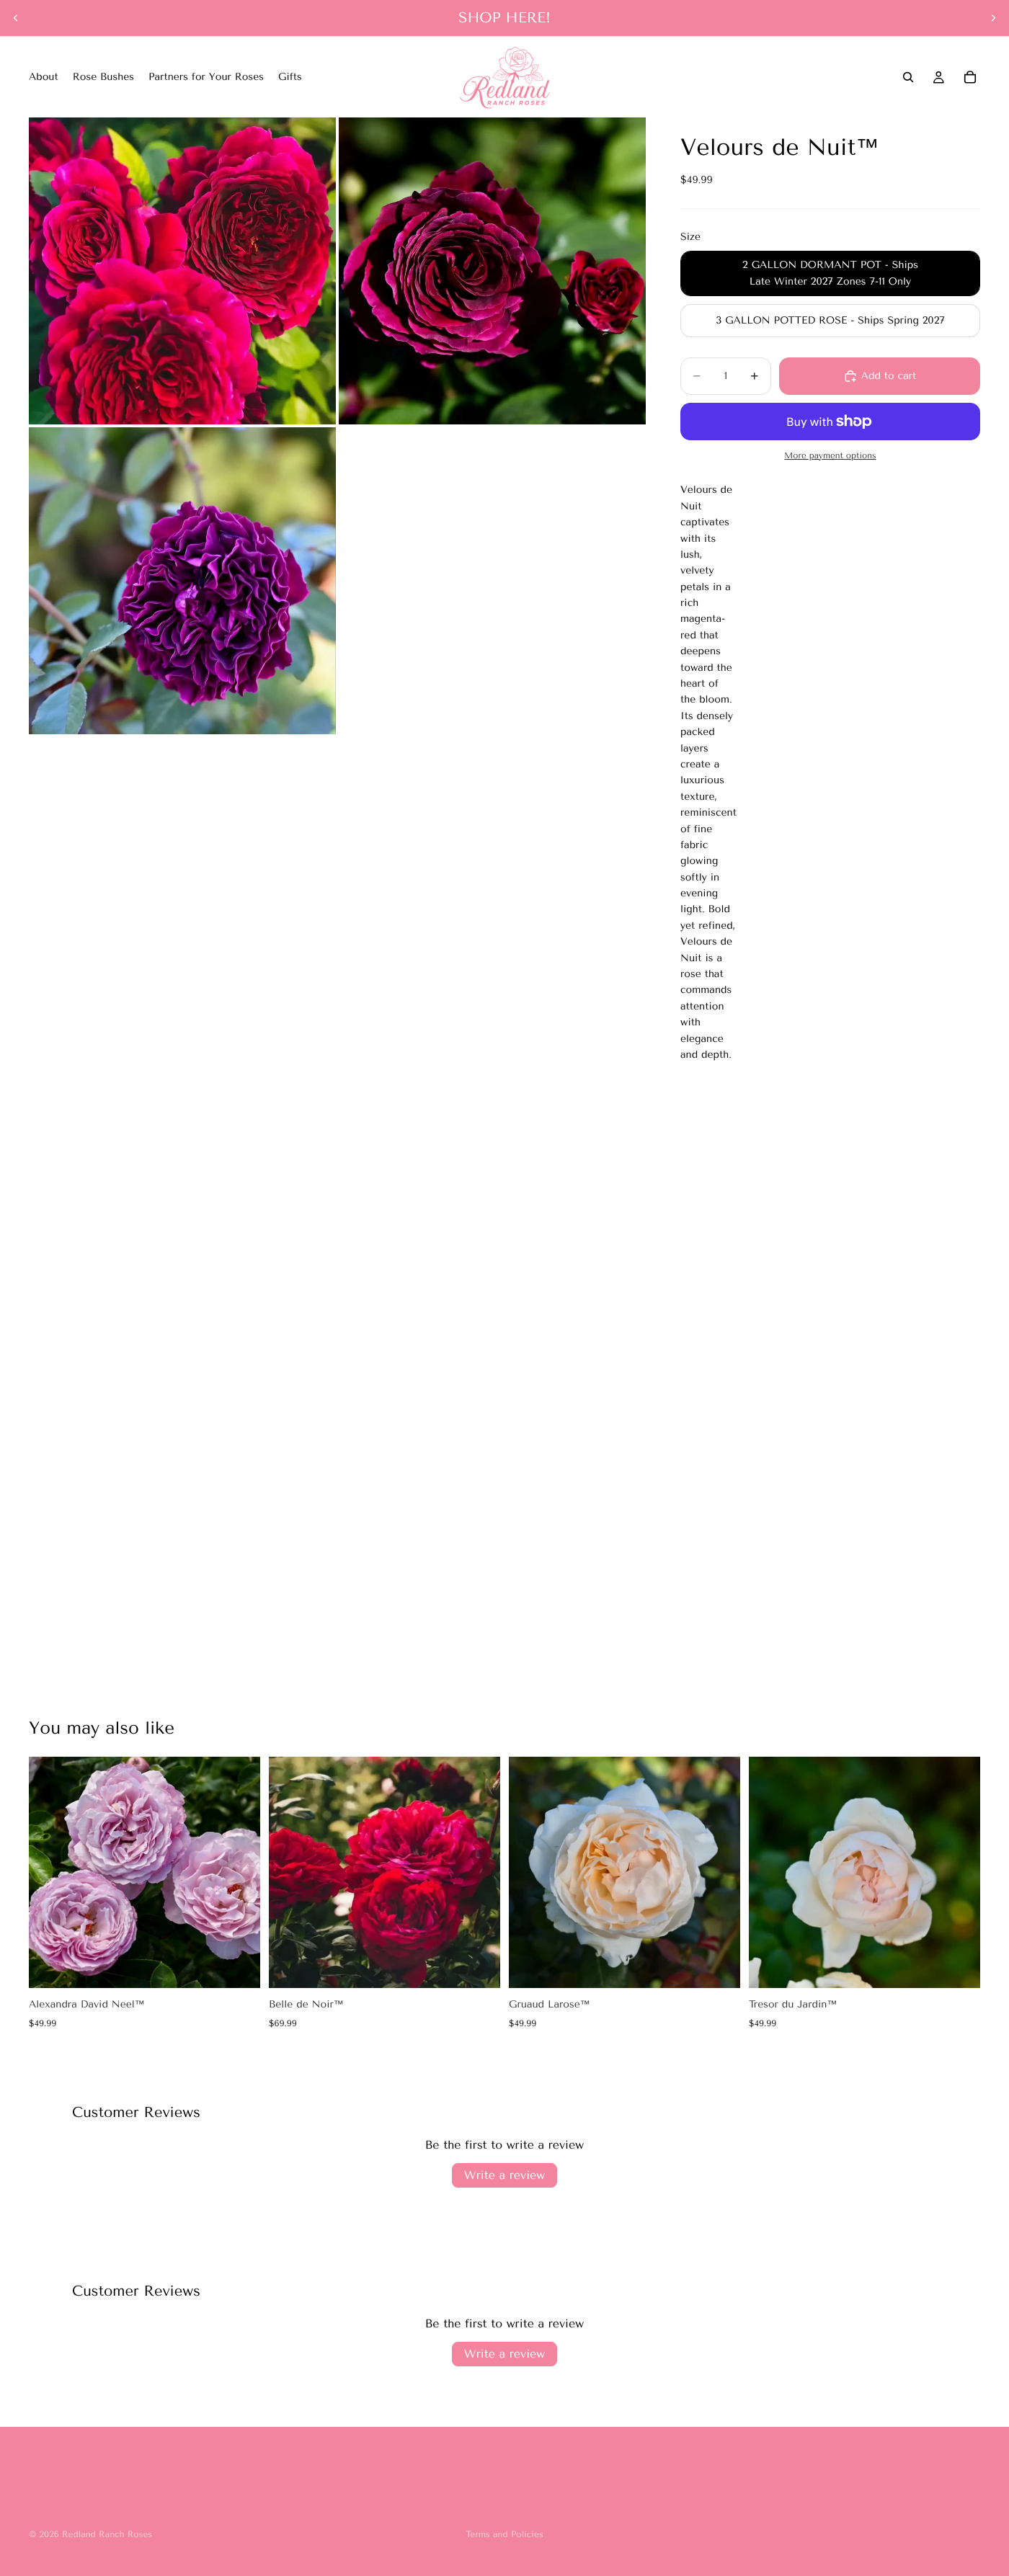 SHOP HERE!
About
Rose Bushes
Partners for Your Roses
Gifts
Redland
RANCH ROSES
Velours de Nuit™
$49.99
Size
2 GALLON DORMANT POT - Ships
Late Winter 2027 Zones 7-11 Only
3 GALLON POTTED ROSE - Ships Spring 2027
1
Add to cart
Buy with shop
More payment options
Velours de
Nuit
captivates
with its
lush,
velvety
petals in a
rich
magenta-
red that
deepens
toward the
heart of
the bloom.
Its densely
packed
layers
create a
luxurious
texture,
reminiscent
of fine
fabric
glowing
softly in
evening
light. Bold
yet refined,
Velours de
Nuit is a
rose that
commands
attention
with
elegance
and depth.
You may also like
Alexandra David Neel™
$49.99
Belle de Noir™
$69.99
Gruaud Larose™
$49.99
Tresor du Jardin™
$49.99
Customer Reviews
Be the first to write a review
Write a review
Customer Reviews
Be the first to write a review
Write a review
© 2026 Redland Ranch Roses
Terms and Policies